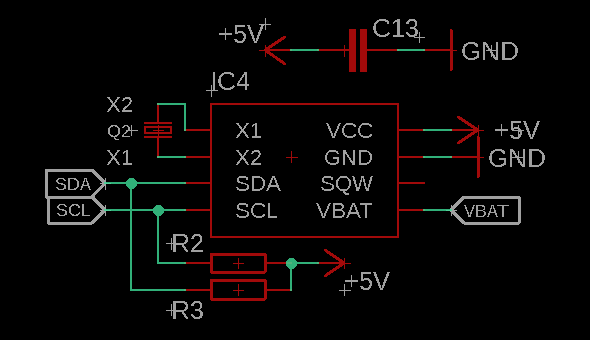 +5V C13 GND
IC4
X2
Q2
X1
X1 VCC +5V
X2 GND GND
SDA SDA SQW
SCL SCL VBAT VBAT
R2
+5V
R3